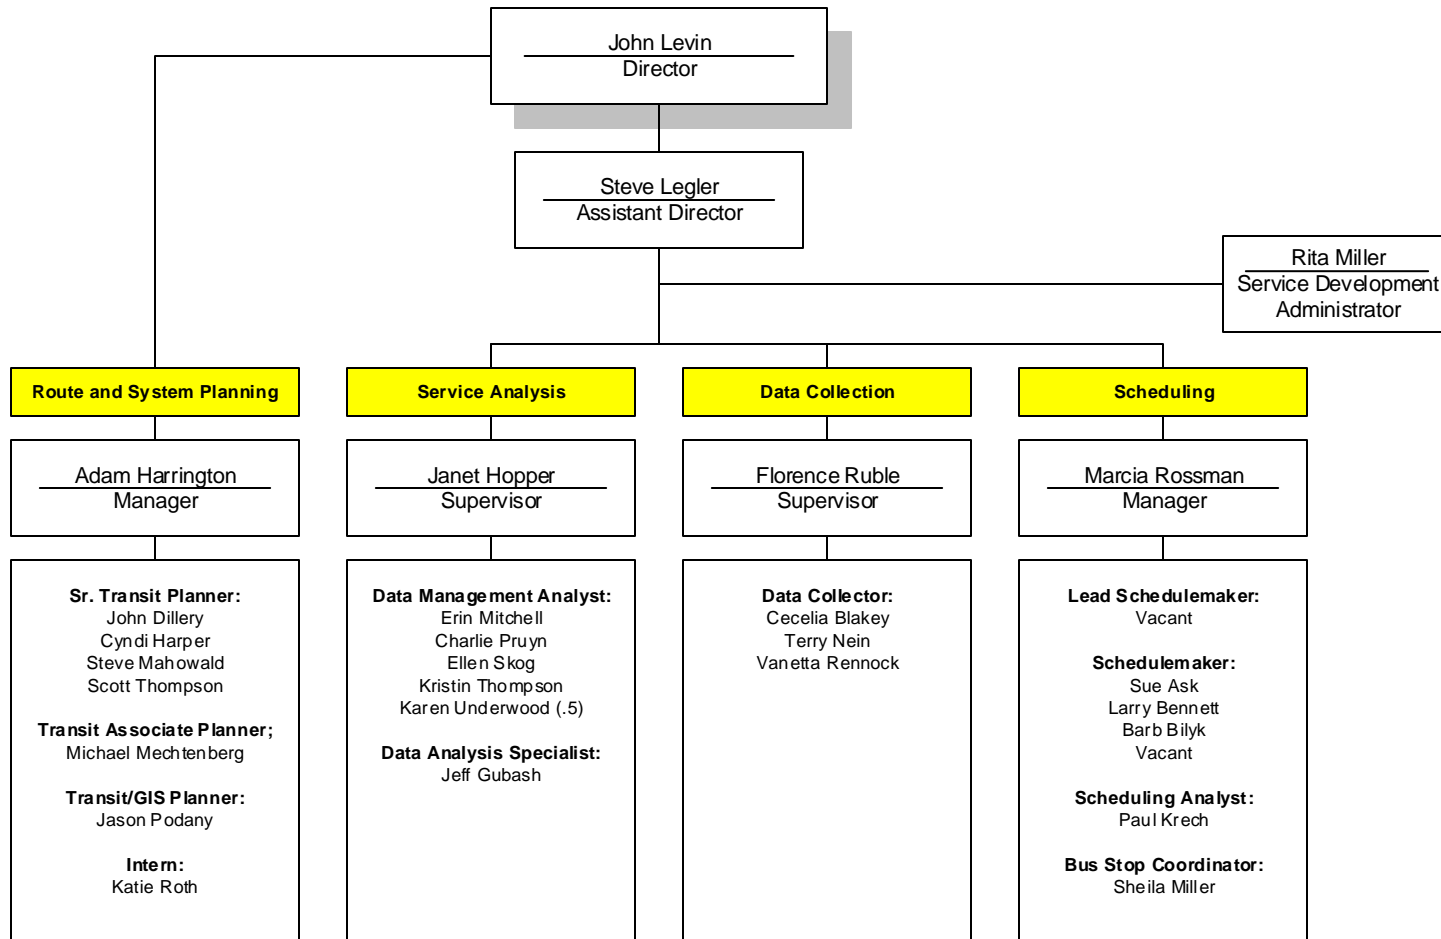 John Levin
Director
Steve Legler
Assistant Director
Rita Miller
Service Development
Administrator
Route and System Planning
Adam Harrington
Manager
Sr. Transit Planner:
John Dillery
Cyndi Harper
Steve Mahowald
Scott Thompson
Transit Associate Planner;
Michael Mechtenberg
Transit/GIS Planner:
Jason Podany
Intern:
Katie Roth
Service Analysis
Janet Hopper
Supervisor
Data Management Analyst:
Erin Mitchell
Charlie Pruyn
Ellen Skog
Kristin Thompson
Karen Underwood (.5)
Data Analysis Specialist:
Jeff Gubash
Data Collection
Florence Ruble
Supervisor
Data Collector:
Cecelia Blakey
Terry Nein
Vanetta Rennock
Scheduling
Marcia Rossman
Manager
Lead Schedulemaker:
Vacant
Schedulemaker:
Sue Ask
Larry Bennett
Barb Bilyk
Vacant
Scheduling Analyst:
Paul Krech
Bus Stop Coordinator:
Sheila Miller